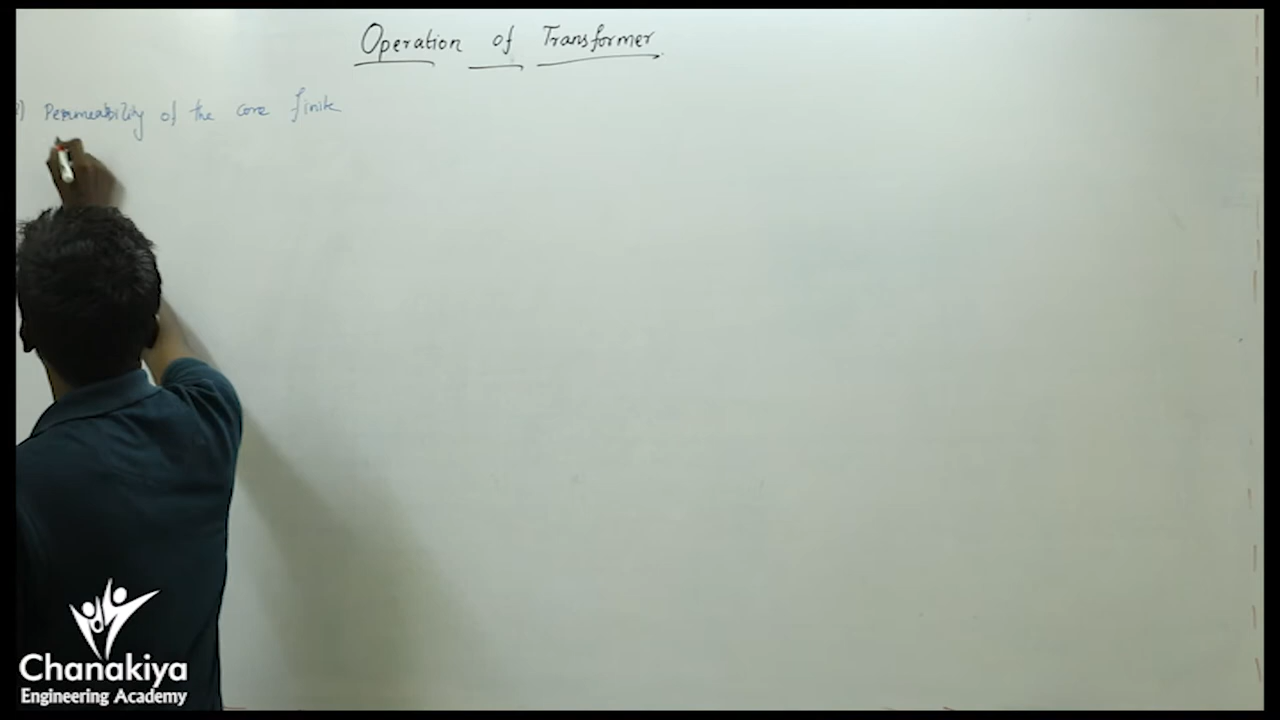 Operation of Transformer
) Permeability of the core finite
Chanakiya
Engineering Academy